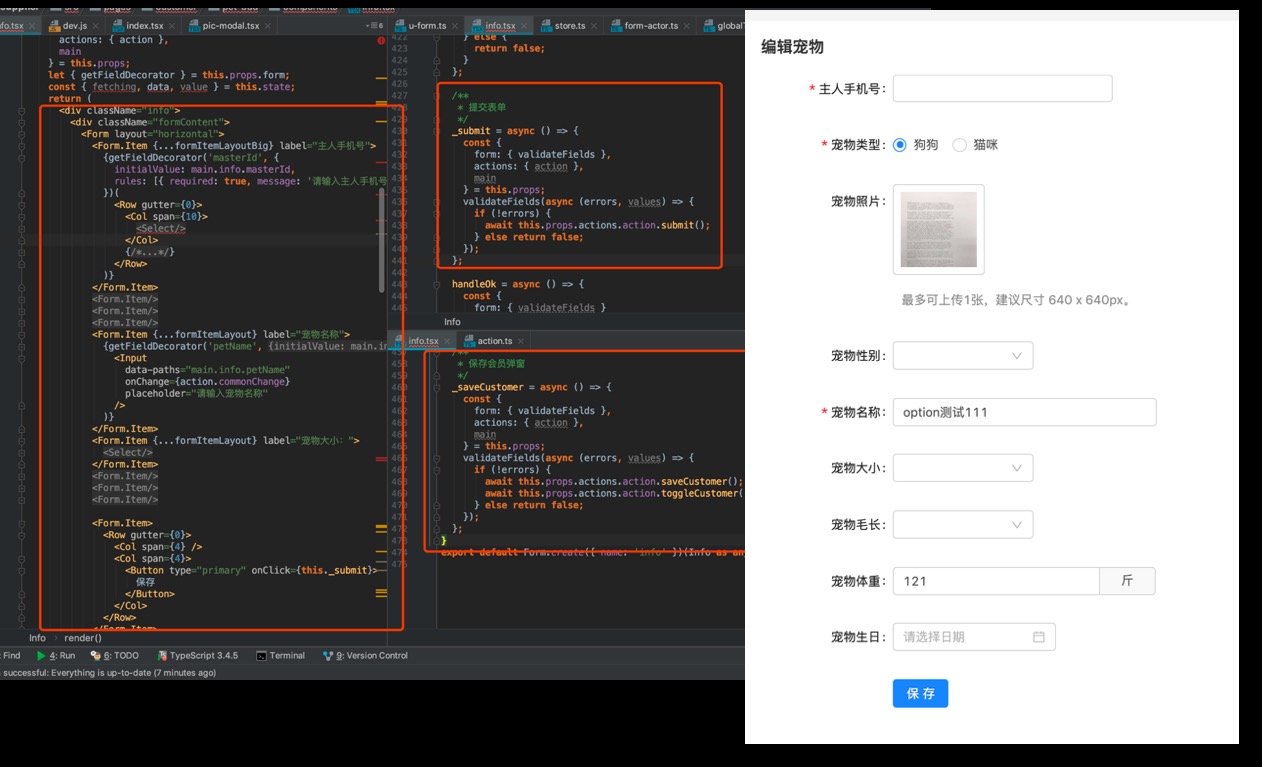 src pages customer pet-add components info.tsx
nfo.tsx dev.js index.tsx pic-modal.tsx 6
actions: { action },
main
} = this.props;
let { getFieldDecorator } = this.props.form;
const { fetching, data, value } = this.state;
return (
<div className="info">
<div className="formContent">
<Form layout="horizontal">
<Form.Item {...formItemLayoutBig} label="主人手机号">
{getFieldDecorator('masterId', {
initialValue: main.info.masterId,
rules: [{ required: true, message: '请输入主人手机号
})(
<Row gutter={0}>
<Col span={10}>
<Select/>
</Col>
{/*...*/}
</Row>
)}
</Form.Item>
<Form.Item/>
<Form.Item/>
<Form.Item/>
<Form.Item {...formItemLayout} label="宠物名称">
{getFieldDecorator('petName', {initialValue: main.in
<Input
data-paths="main.info.petName"
onChange={action.commonChange}
placeholder="请输入宠物名称"
/>
)}
</Form.Item>
<Form.Item {...formItemLayout} label="宠物大小: ">
<Select/>
</Form.Item>
<Form.Item/>
<Form.Item/>
<Form.Item/>
<Form.Item>
<Row gutter={0}>
<Col span={4} />
<Col span={4}>
<Button type="primary" onClick={this._submit}>
保存
</Button>
</Col>
</Row>
</Form.Item>
Info › render()
: Find 4: Run 6: TODO TypeScript 3.4.5 Terminal 9: Version Control
successful: Everything is up-to-date (7 minutes ago)
u-form.ts info.tsx store.ts form-actor.ts global
422 } else {
423 return false;
424 }
425 };
426
427 /**
428 * 提交表单
429 */
430 _submit = async () => {
431 const {
432 form: { validateFields },
433 actions: { action },
434 main
435 } = this.props;
436 validateFields(async (errors, values) => {
437 if (!errors) {
438 await this.props.actions.action.submit();
439 } else return false;
440 });
441 };
442
443 handleOk = async () => {
444 const {
445 form: { validateFields }
Info
info.tsx action.ts
457 /**
458 * 保存会员弹窗
459 */
460 _saveCustomer = async () => {
461 const {
462 form: { validateFields },
463 actions: { action },
464 main
465 } = this.props;
466 validateFields(async (errors, values) => {
467 if (!errors) {
468 await this.props.actions.action.saveCustomer();
469 await this.props.actions.action.toggleCustomer(
470 } else return false;
471 });
472 };
473 }
474 export default Form.create({ name: 'info' })(Info as any
475
编辑宠物
* 主人手机号:
* 宠物类型: 狗狗 猫咪
宠物照片:
最多可上传1张，建议尺寸 640 x 640px。
宠物性别:
* 宠物名称: option测试111
宠物大小:
宠物毛长:
宠物体重: 121 斤
宠物生日: 请选择日期
保 存